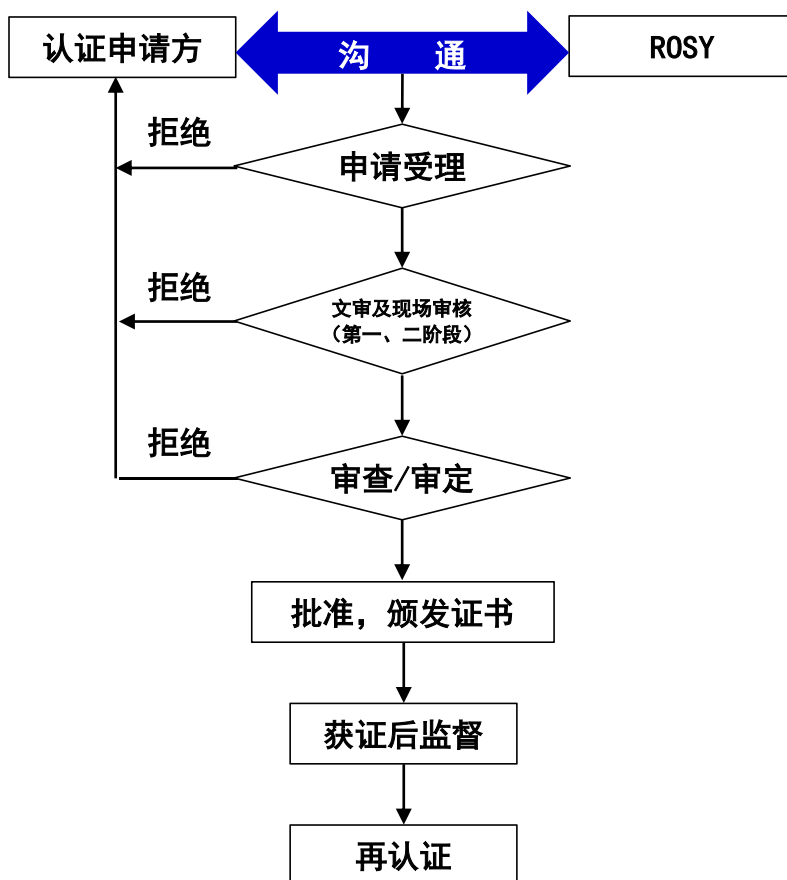 认证申请方
沟 通
ROSY
拒绝
申请受理
拒绝
文审及现场审核
（第一、二阶段）
拒绝
审查/审定
批准，颁发证书
获证后监督
再认证